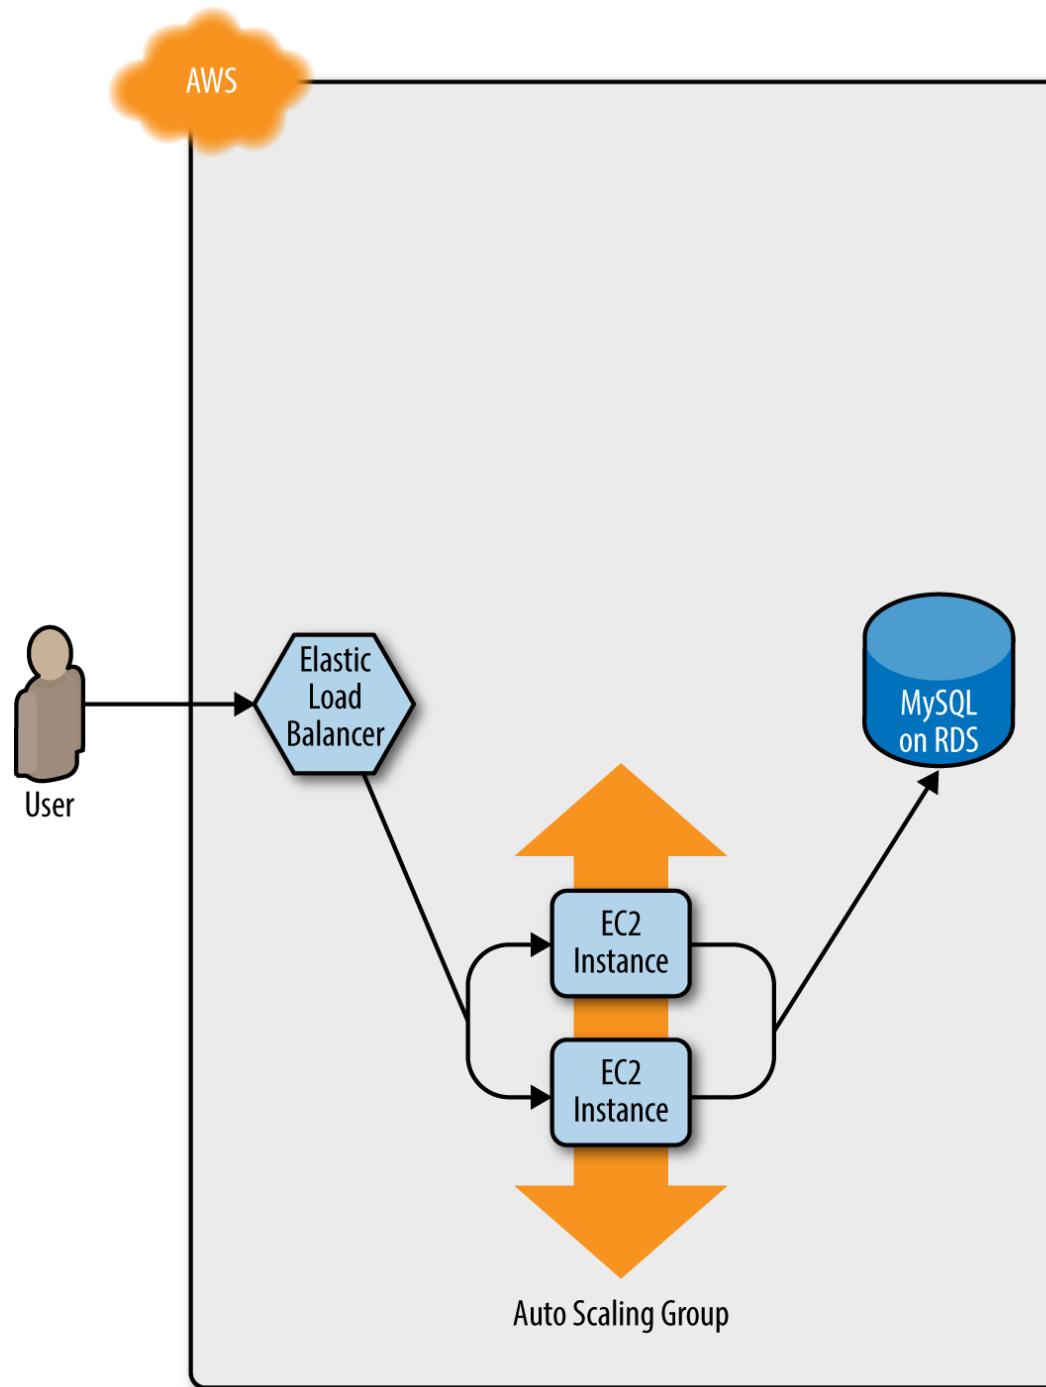 AWS
Elastic
Load
Balancer
User
MySQL
on RDS
EC2
Instance
EC2
Instance
Auto Scaling Group